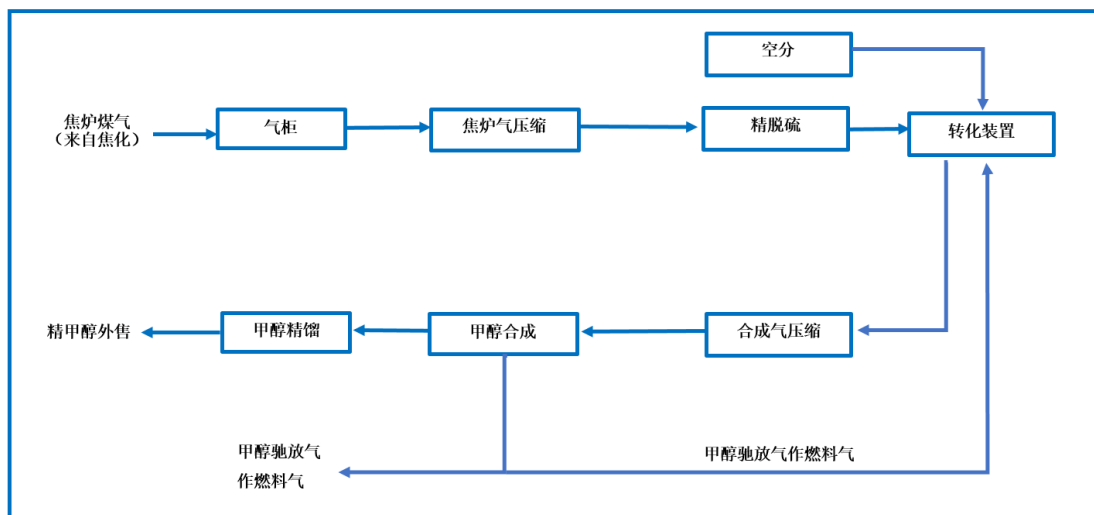 空分
焦炉煤气
（来自焦化）
气柜
焦炉气压缩
精脱硫
转化装置
精甲醇外售
甲醇精馏
甲醇合成
合成气压缩
甲醇驰放气
作燃料气
甲醇驰放气作燃料气